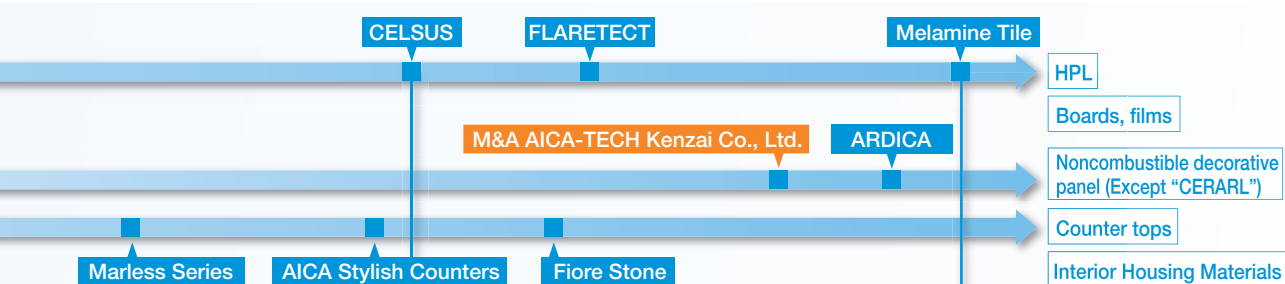 CELSUS
FLARETECT
Melamine Tile
HPL
Boards, films
M&A AICA-TECH Kenzai Co., Ltd.
ARDICA
Noncombustible decorative
panel (Except “CERARL”)
Counter tops
Marless Series
AICA Stylish Counters
Fiore Stone
Interior Housing Materials